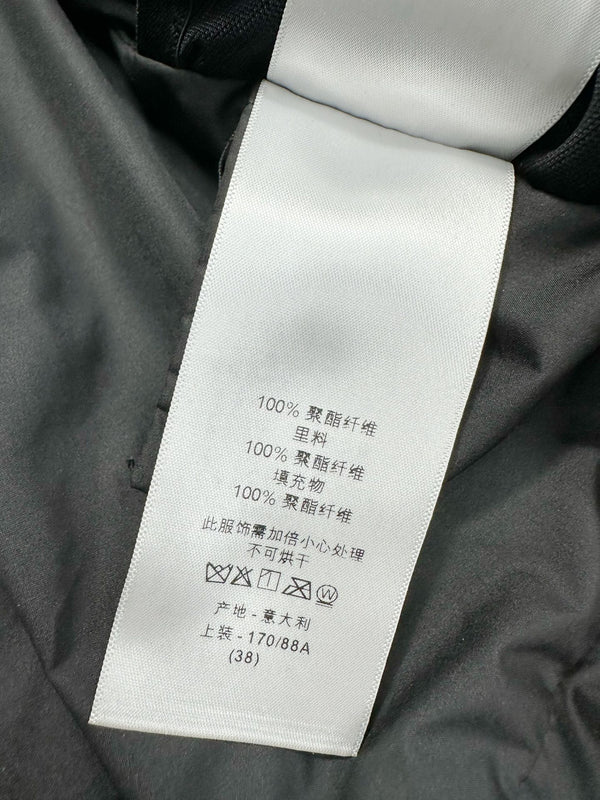 100% 聚酯纤维
里料
100% 聚酯纤维
填充物
100% 聚酯纤维
此服饰需加倍小心处理
不可烘干
W
产地 - 意大利
上装 - 170/88A
(38)